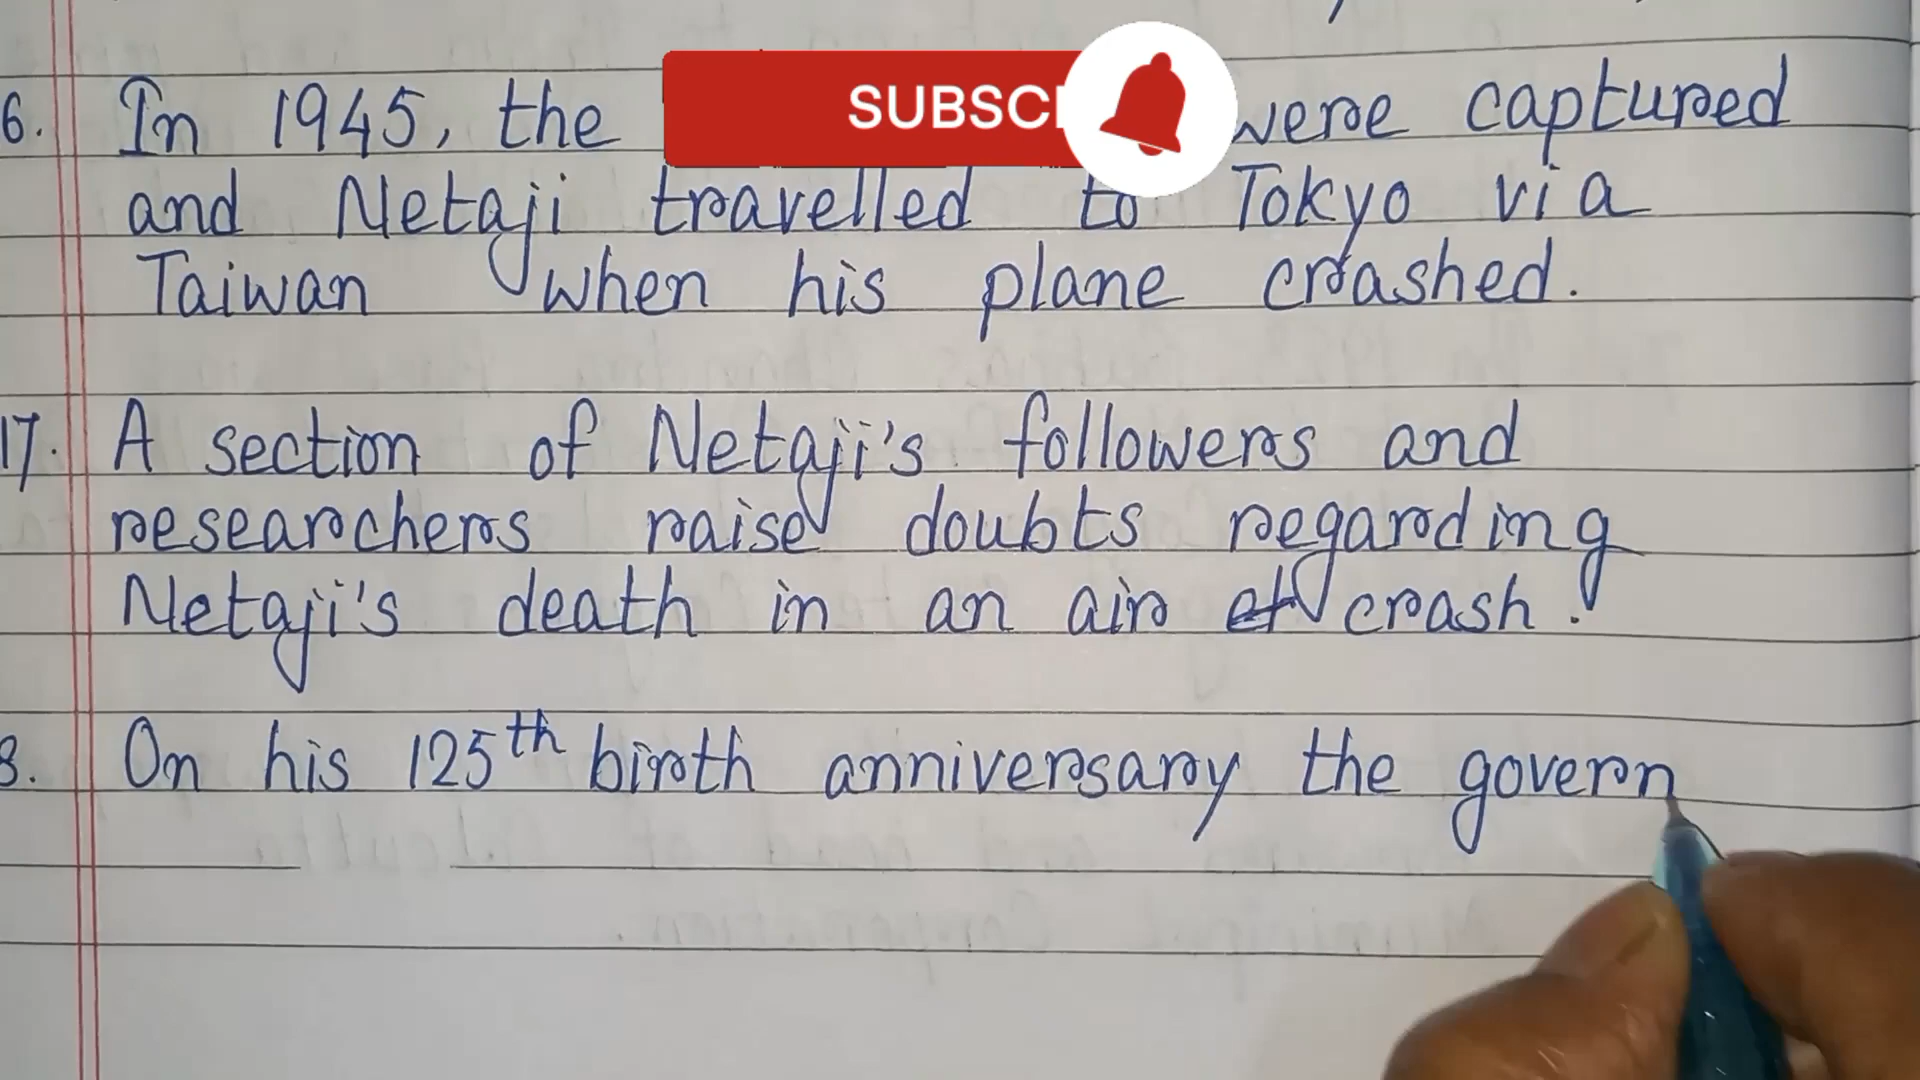 6. In 1945, the were captured
SUBSC
and Netaji travelled to Tokyo via
Taiwan when his plane crashed.
17. A section of Netaji's followers and
researchers raise doubts regarding
Netaji's death in an air crash.
8. On his 125th birth anniversary the govern